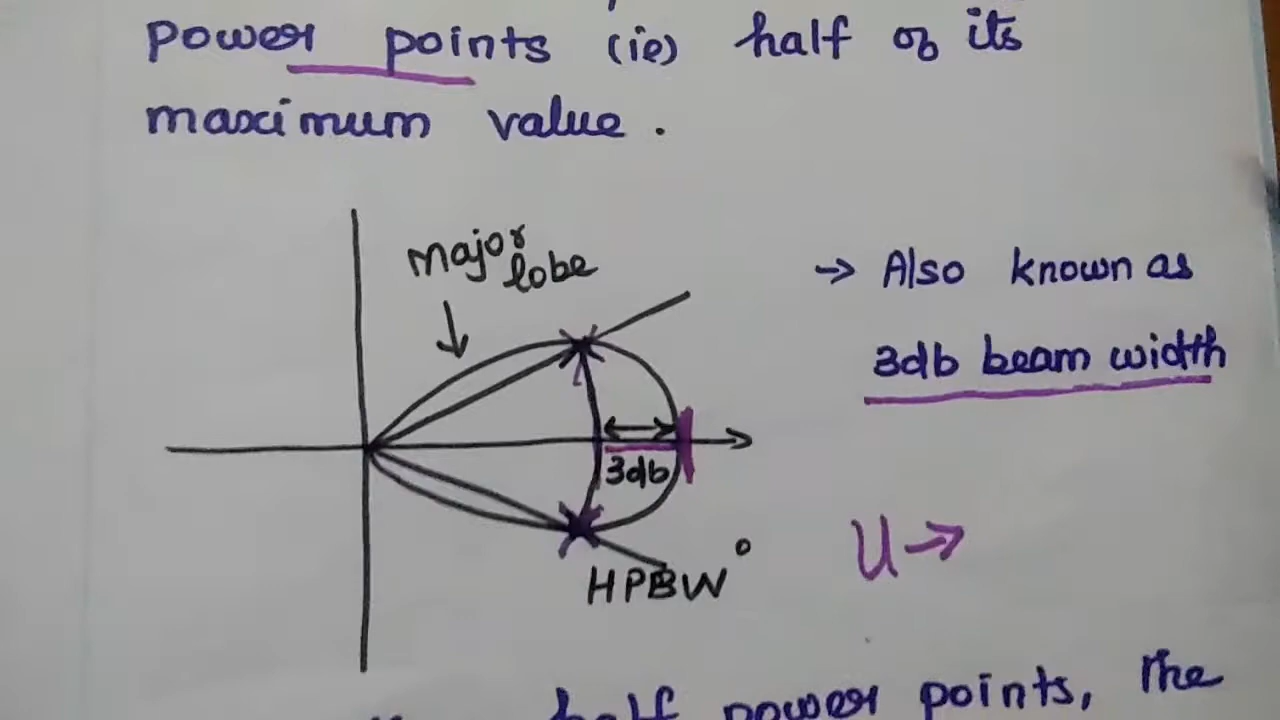 power points (ie) half of its
maximum value.
major
lobe
→ Also known as
3db beam width
3db
U→
HPBW°
half power points, the